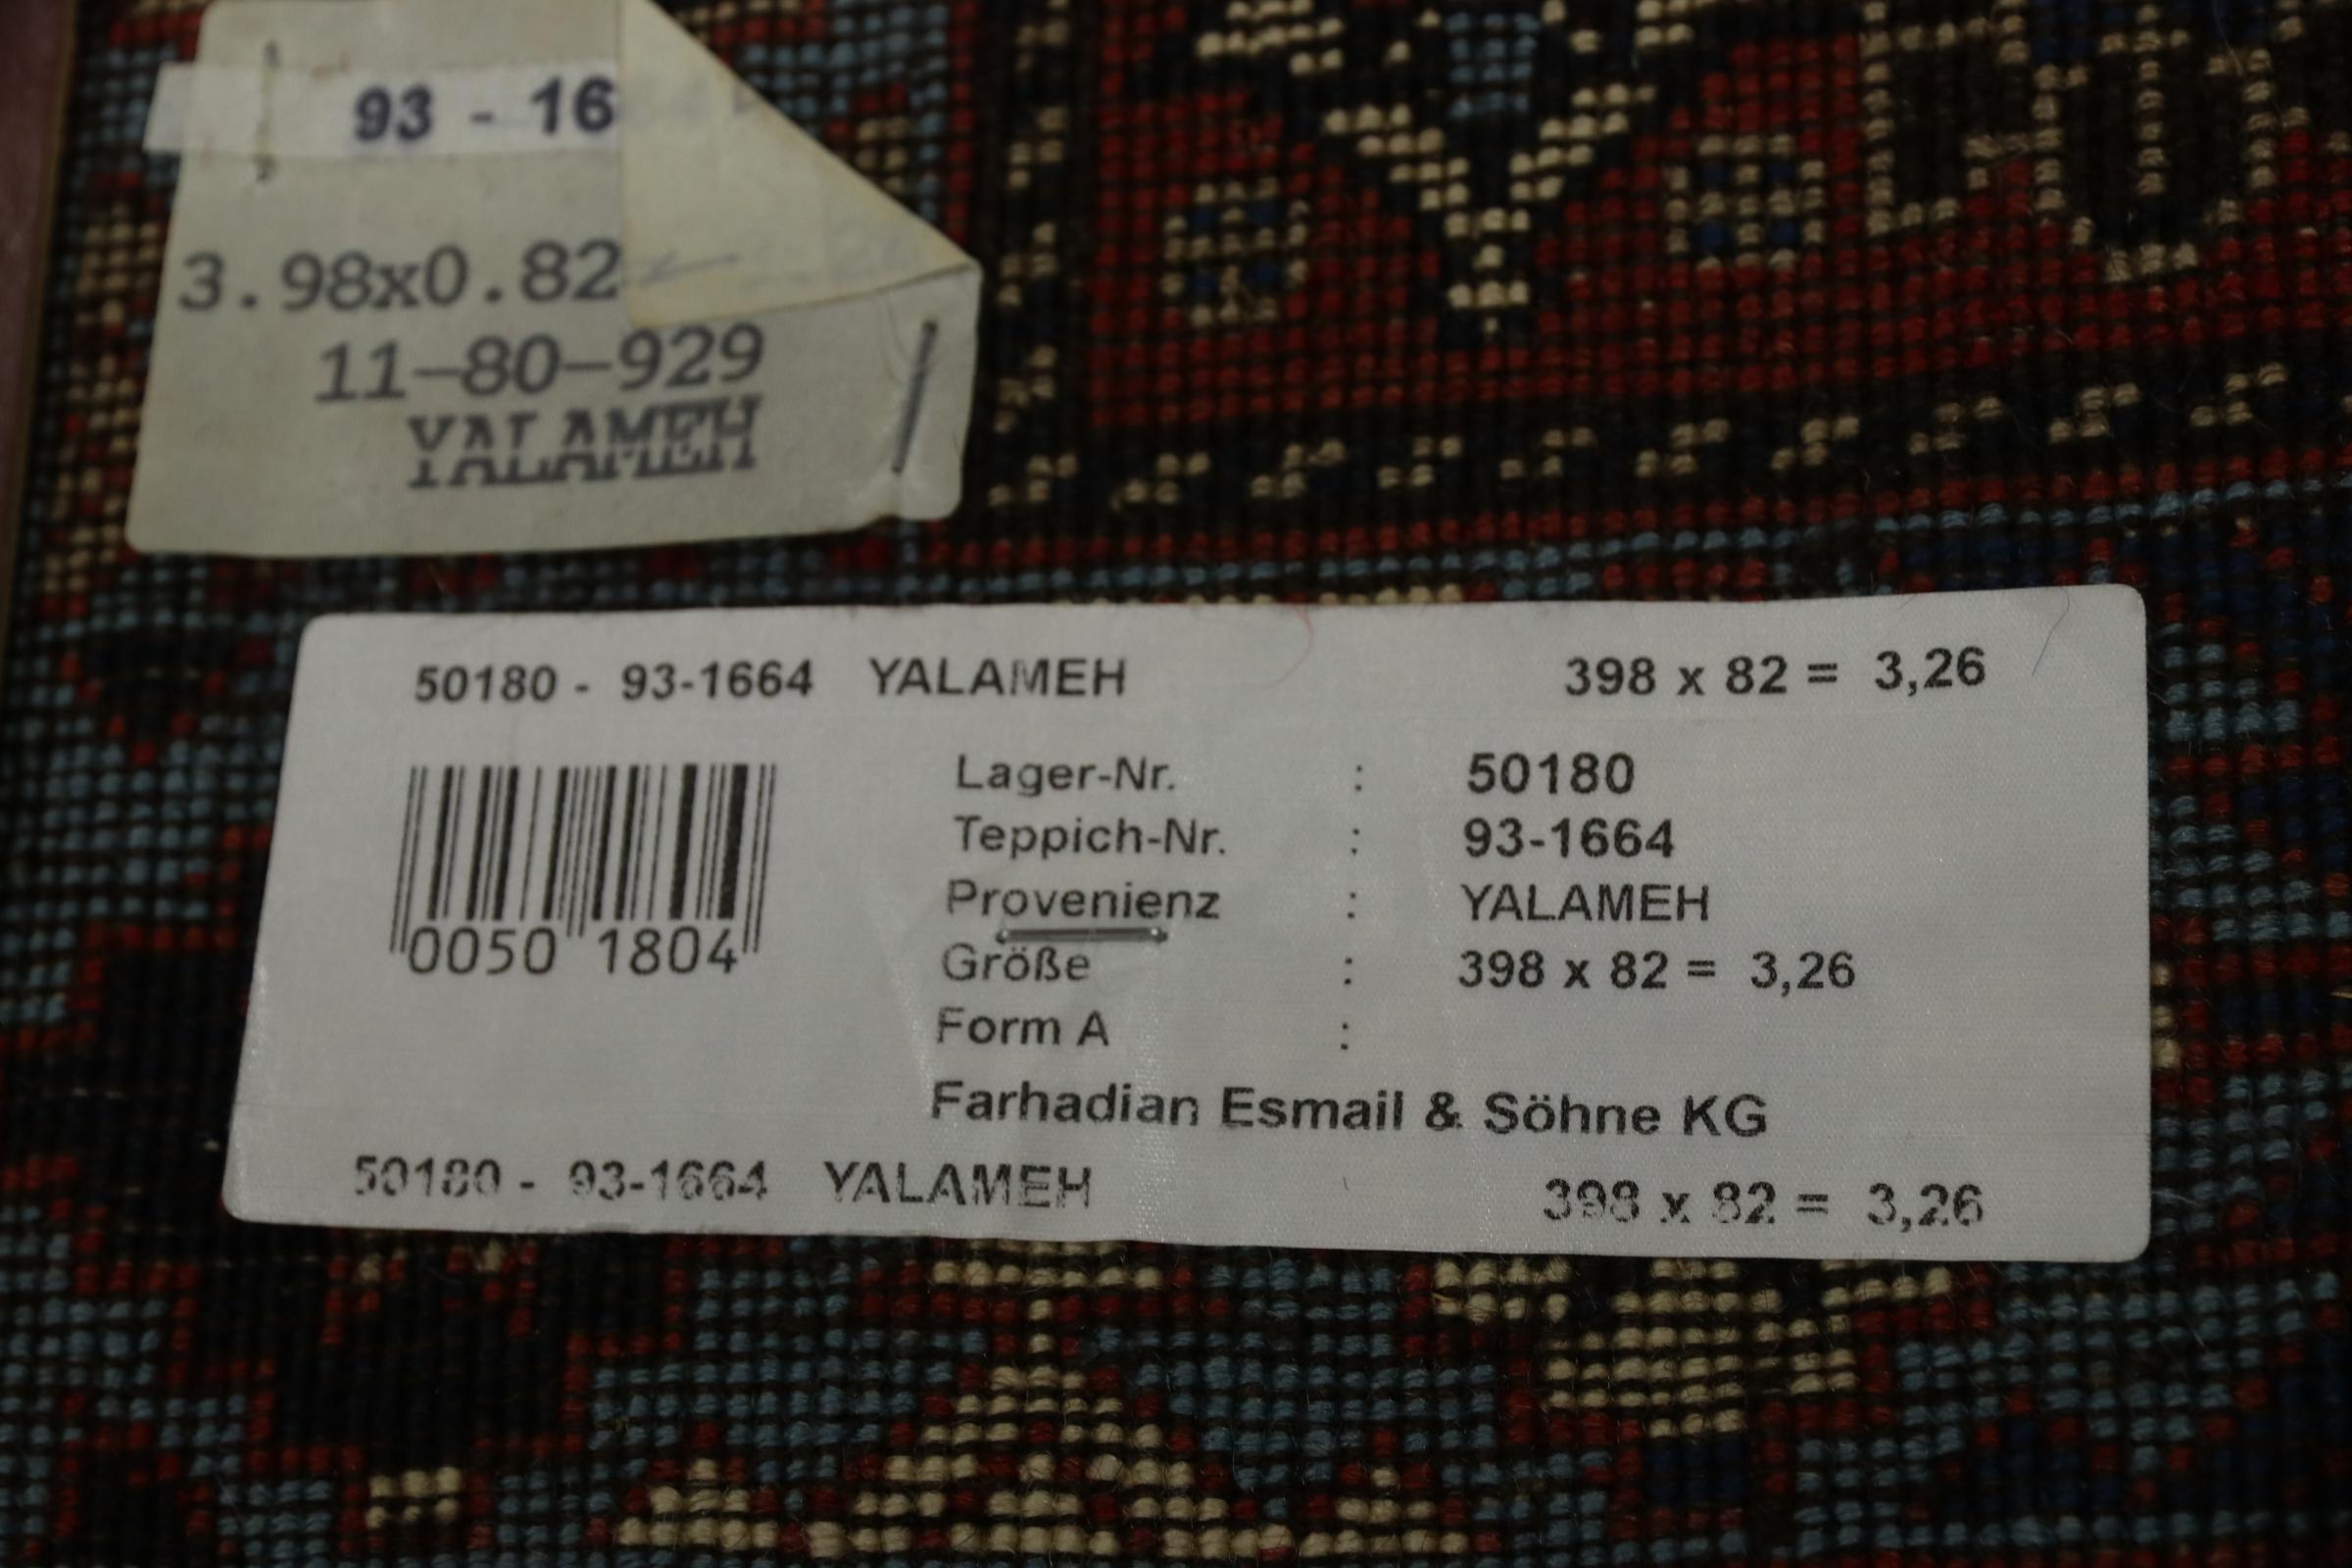 93 - 16
3.98x0.82
11-80-929
YALAMEH
50180 - 93-1664 YALAMEH 398 x 82 = 3,26
Lager-Nr. : 50180
Teppich-Nr. : 93-1664
Provenienz : YALAMEH
Größe : 398 x 82 = 3,26
Form A :
0050 1804
Farhadian Esmail & Söhne KG
50180 - 93-1664 YALAMEH 398 x 82 = 3,26